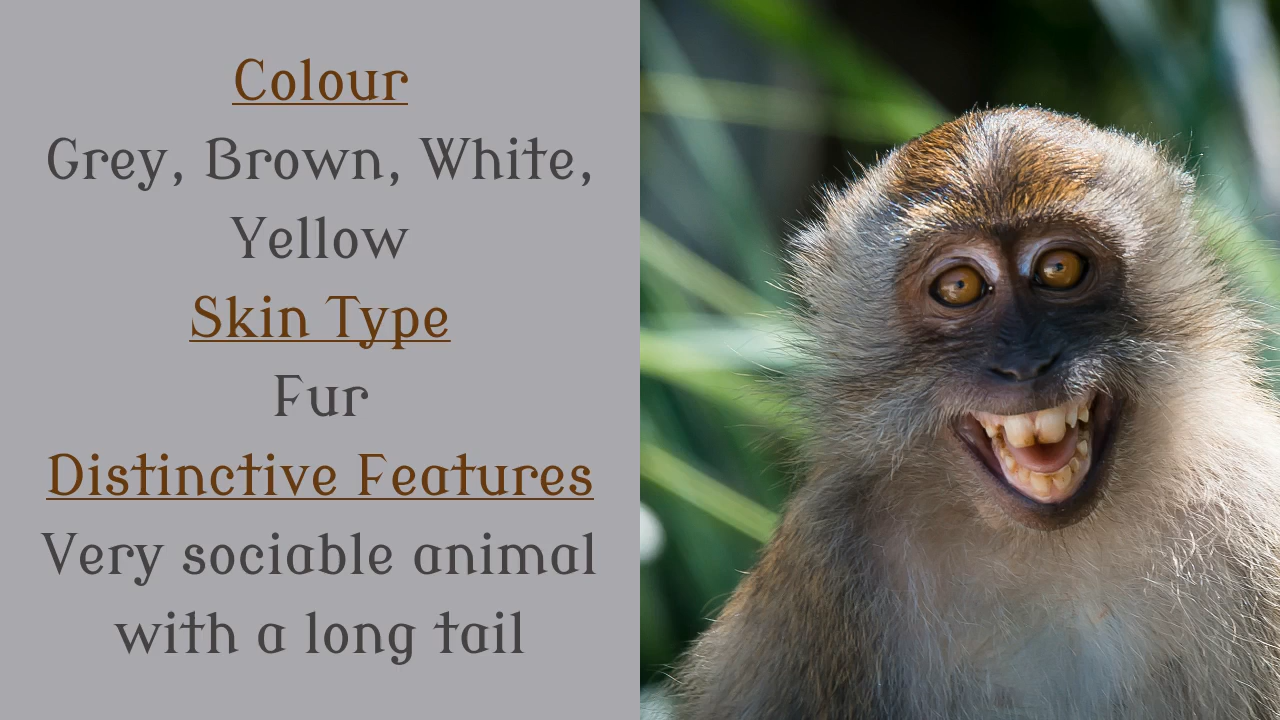 Colour
Grey, Brown, White,
Yellow
Skin Type
Fur
Distinctive Features
Very sociable animal
with a long tail